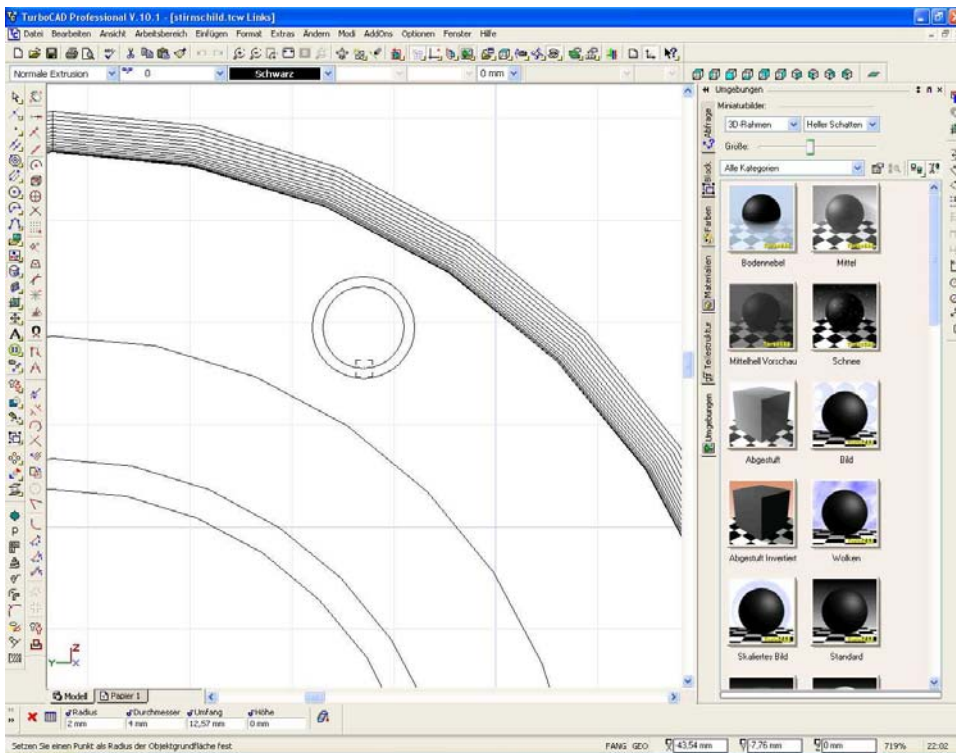 TurboCAD Professional V.10.1 - [stirnschild.tcw Links]
Datei Bearbeiten Ansicht Arbeitsbereich Einfügen Format Extras Ändern Modi AddOns Optionen Fenster Hilfe
Normale Extrusion 0 Schwarz 0 mm
Umgebungen
Miniaturbilder:
3D-Rahmen Heller Schatten
Größe:
Alle Kategorien
Abfrage
Block
Farben
Materialien
Teilestruktur
Umgebungen
Bodennebel Mittel
Mittelhell Vorschau Schnee
Abgestuft Bild
Abgestuft Invertiert Wolken
Skaliertes Bild Standard
Z
Y X
Modell Papier 1
Radius Durchmesser Umfang Höhe
2 mm 4 mm 12,57 mm 0 mm
Setzen Sie einen Punkt als Radius der Objektgrundfläche fest
FANG GEO -43,54 mm -7,76 mm 0 mm 719% 22:02